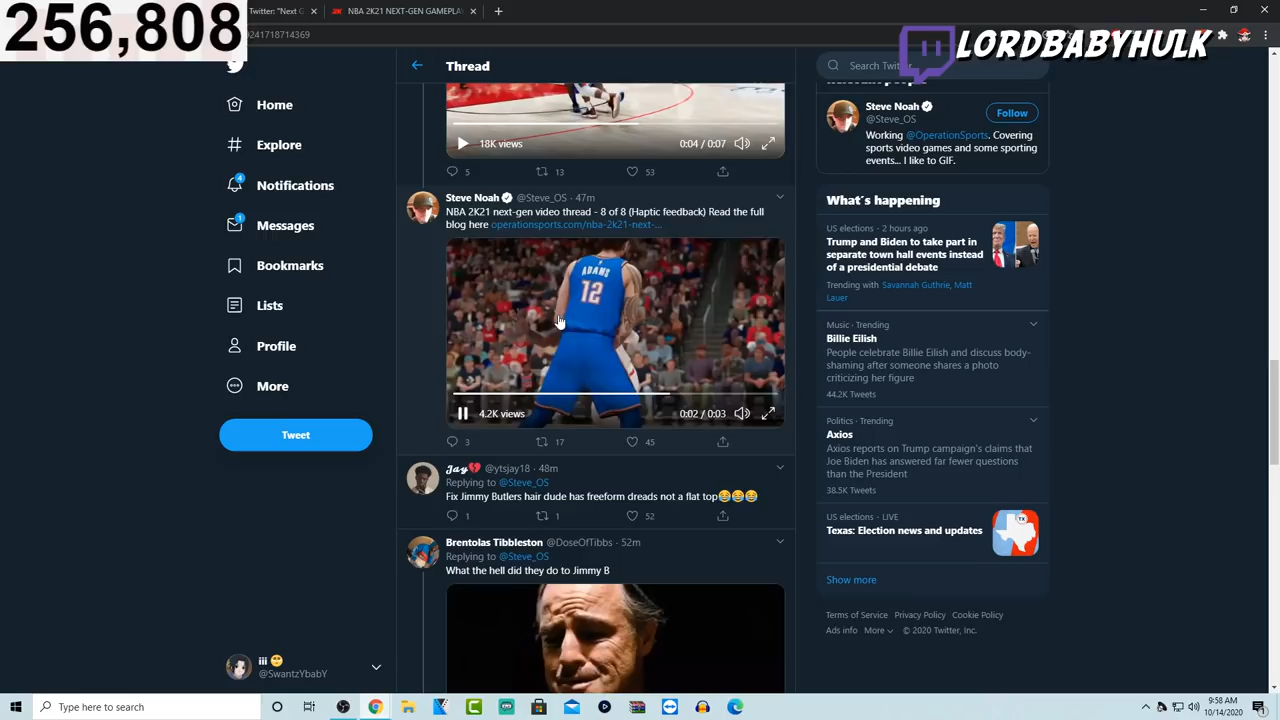 256,808
Twitter: "Next G
NBA 2K21 NEXT-GEN GAMEPLA
241718714369
LORDBABYHULK
Home
Explore
4
Notifications
1
Messages
Bookmarks
Lists
Profile
More
Tweet
iii
@SwantzYbabY
Thread
18K views
0:04 / 0:07
5
13
53
Steve Noah @Steve_OS · 47m
NBA 2K21 next-gen video thread - 8 of 8 (Haptic feedback) Read the full
blog here operationsports.com/nba-2k21-next-...
ADAMS
12
4.2K views
0:02 / 0:03
3
17
45
Jay @ytsjay18 · 48m
Replying to @Steve_OS
Fix Jimmy Butlers hair dude has freeform dreads not a flat top
1
1
52
Brentolas Tibbleston @DoseOfTibbs · 52m
Replying to @Steve_OS
What the hell did they do to Jimmy B
Search Twitter
Steve Noah
@Steve_OS
Follow
Working @OperationSports. Covering
sports video games and some sporting
events... I like to GIF.
What's happening
US elections · 2 hours ago
Trump and Biden to take part in
separate town hall events instead
of a presidential debate
Trending with Savannah Guthrie, Matt
Lauer
Music · Trending
Billie Eilish
People celebrate Billie Eilish and discuss body-
shaming after someone shares a photo
criticizing her figure
44.2K Tweets
Politics · Trending
Axios
Axios reports on Trump campaign's claims that
Joe Biden has answered far fewer questions
than the President
38.5K Tweets
US elections · LIVE
Texas: Election news and updates
Show more
Terms of Service Privacy Policy Cookie Policy
Ads info More © 2020 Twitter, Inc.
Type here to search
9:58 AM
10/14/2020
1